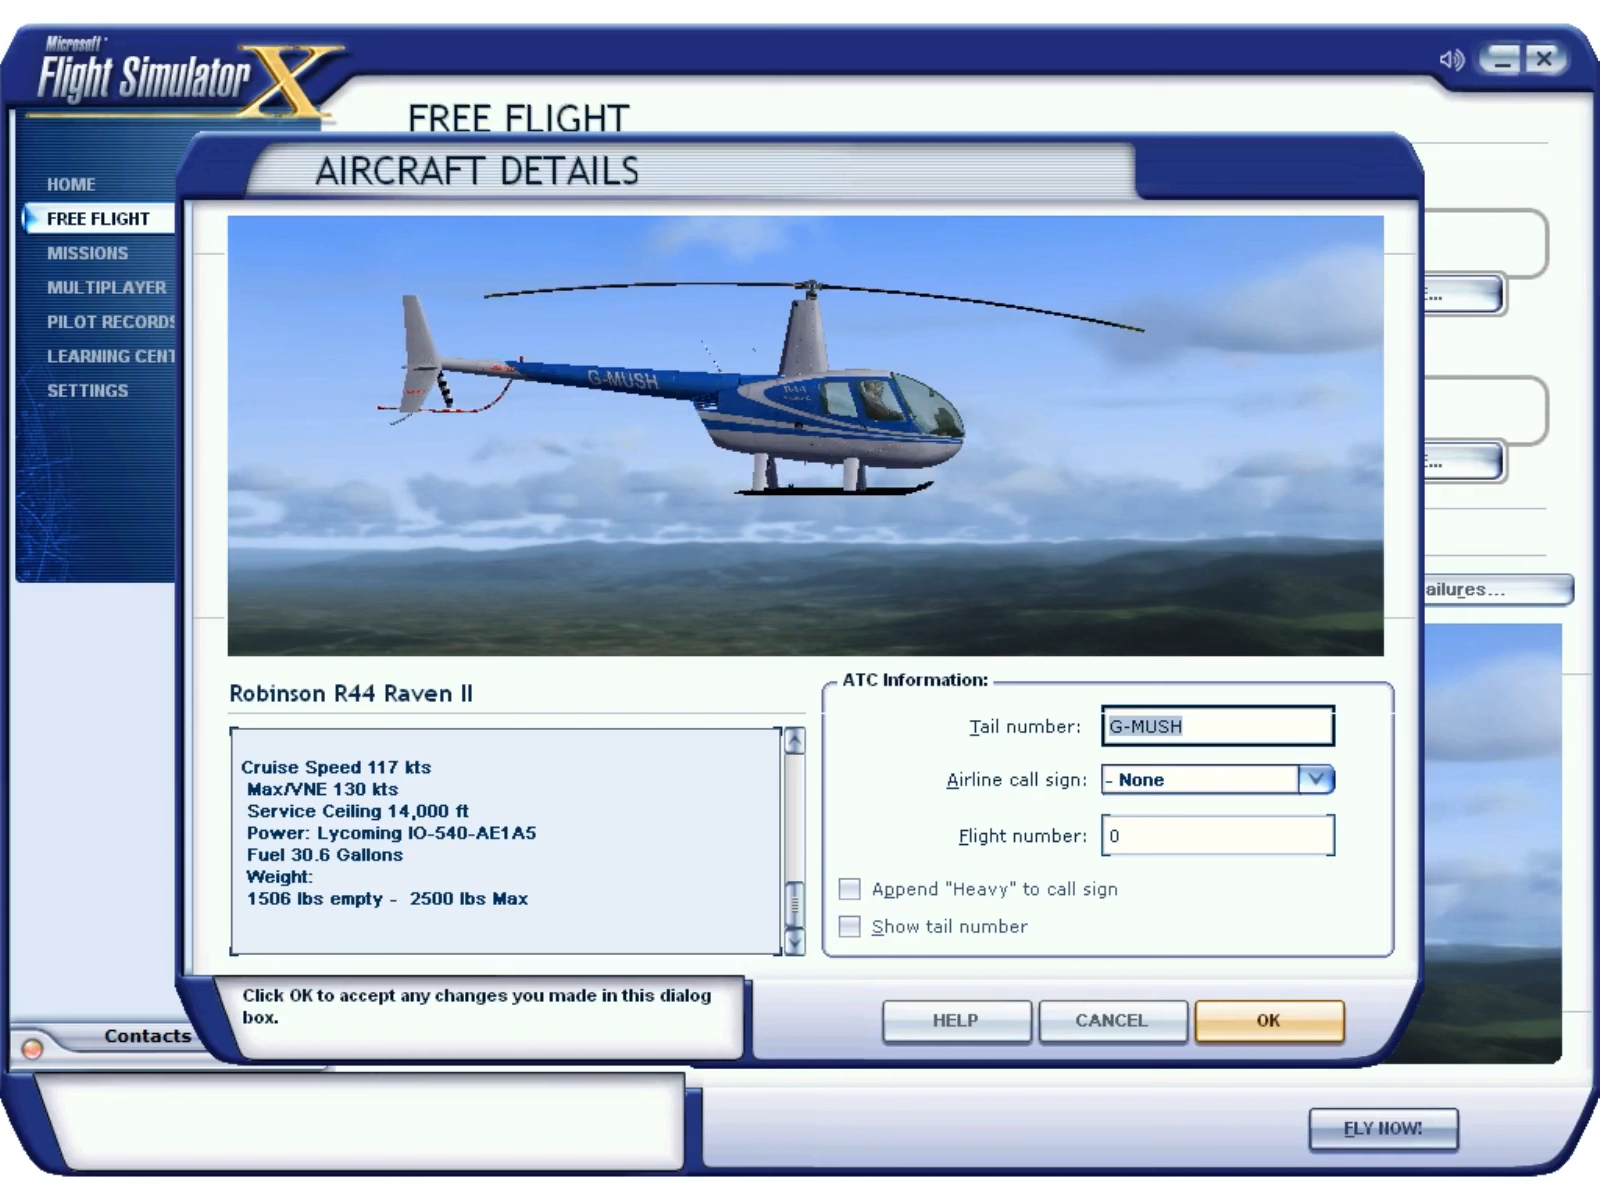 Microsoft
Flight Simulator X
FREE FLIGHT
AIRCRAFT DETAILS
HOME
FREE FLIGHT
MISSIONS
MULTIPLAYER
PILOT RECORDS
LEARNING CENT
SETTINGS
G-MUSH
R44
E...
E...
ailures...
Robinson R44 Raven II
Cruise Speed 117 kts
Max/VNE 130 kts
Service Ceiling 14,000 ft
Power: Lycoming IO-540-AE1A5
Fuel 30.6 Gallons
Weight:
1506 lbs empty - 2500 lbs Max
ATC Information:
Tail number: G-MUSH
Airline call sign: - None
Flight number: 0
Append "Heavy" to call sign
Show tail number
Click OK to accept any changes you made in this dialog
box.
HELP CANCEL OK
Contacts
FLY NOW!